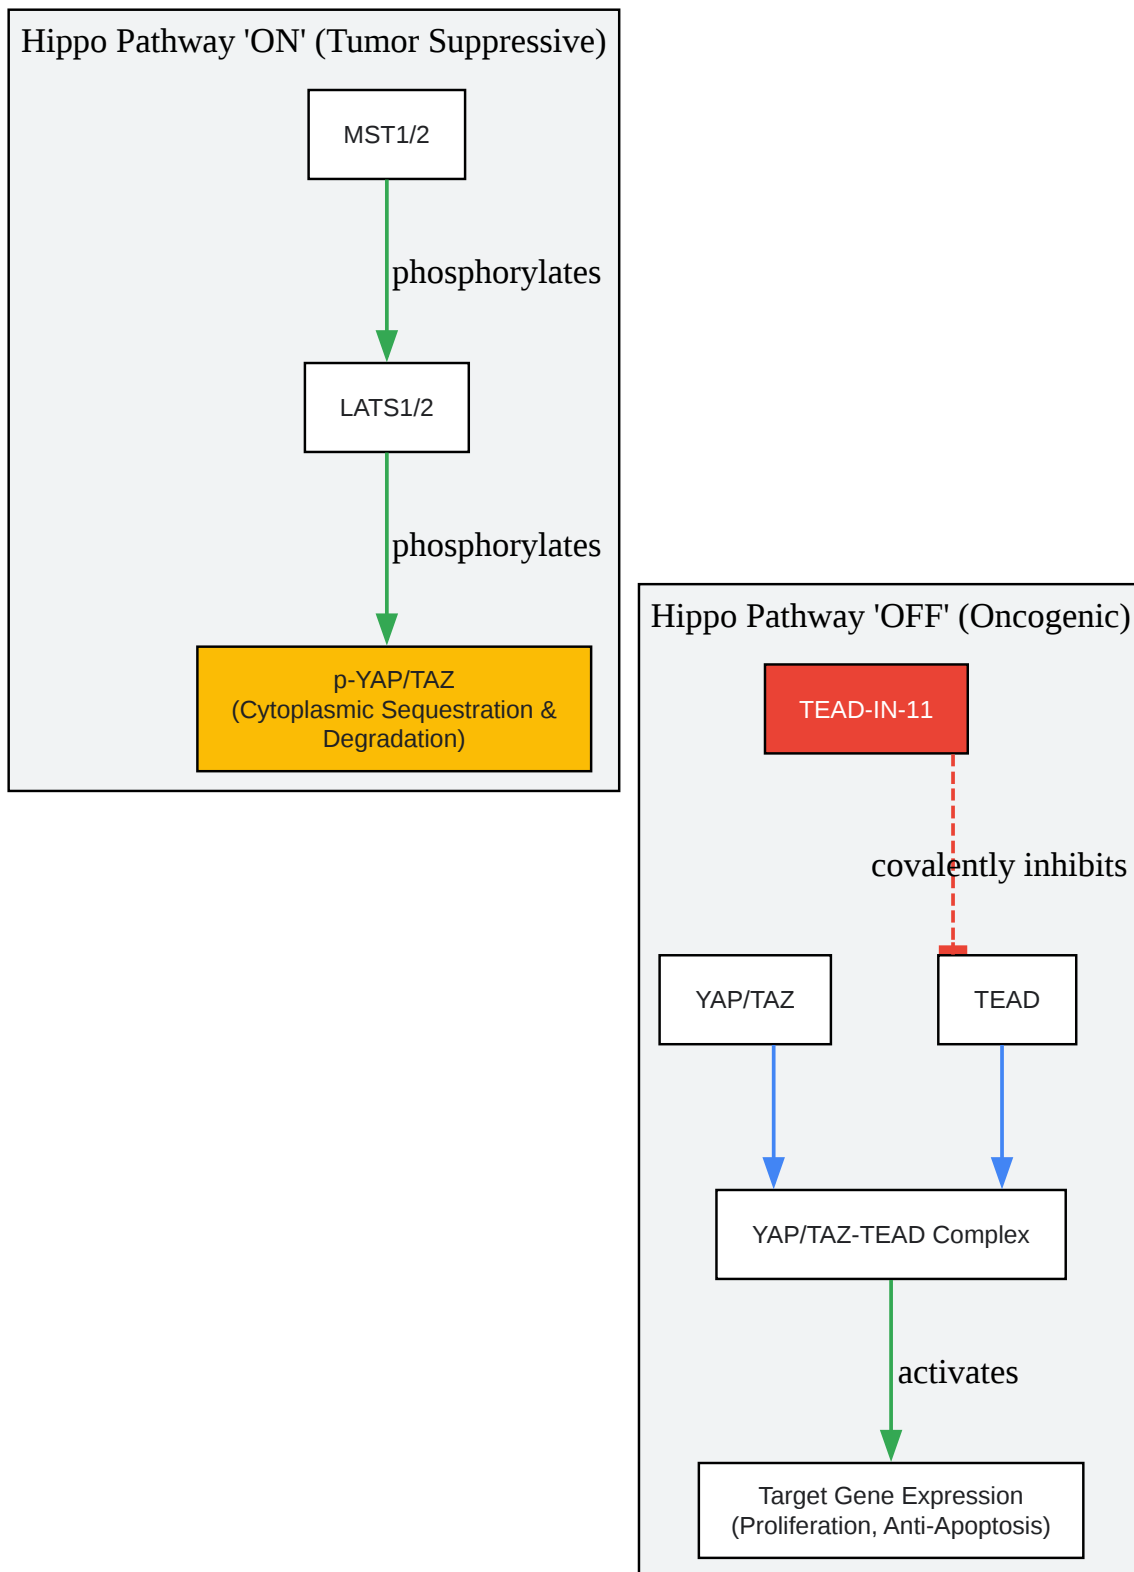 Hippo Pathway 'ON' (Tumor Suppressive)
MST1/2
phosphorylates
LATS1/2
phosphorylates
p-YAP/TAZ
(Cytoplasmic Sequestration &
Degradation)
Hippo Pathway 'OFF' (Oncogenic)
TEAD-IN-11
covalently inhibits
YAP/TAZ
TEAD
YAP/TAZ-TEAD Complex
activates
Target Gene Expression
(Proliferation, Anti-Apoptosis)